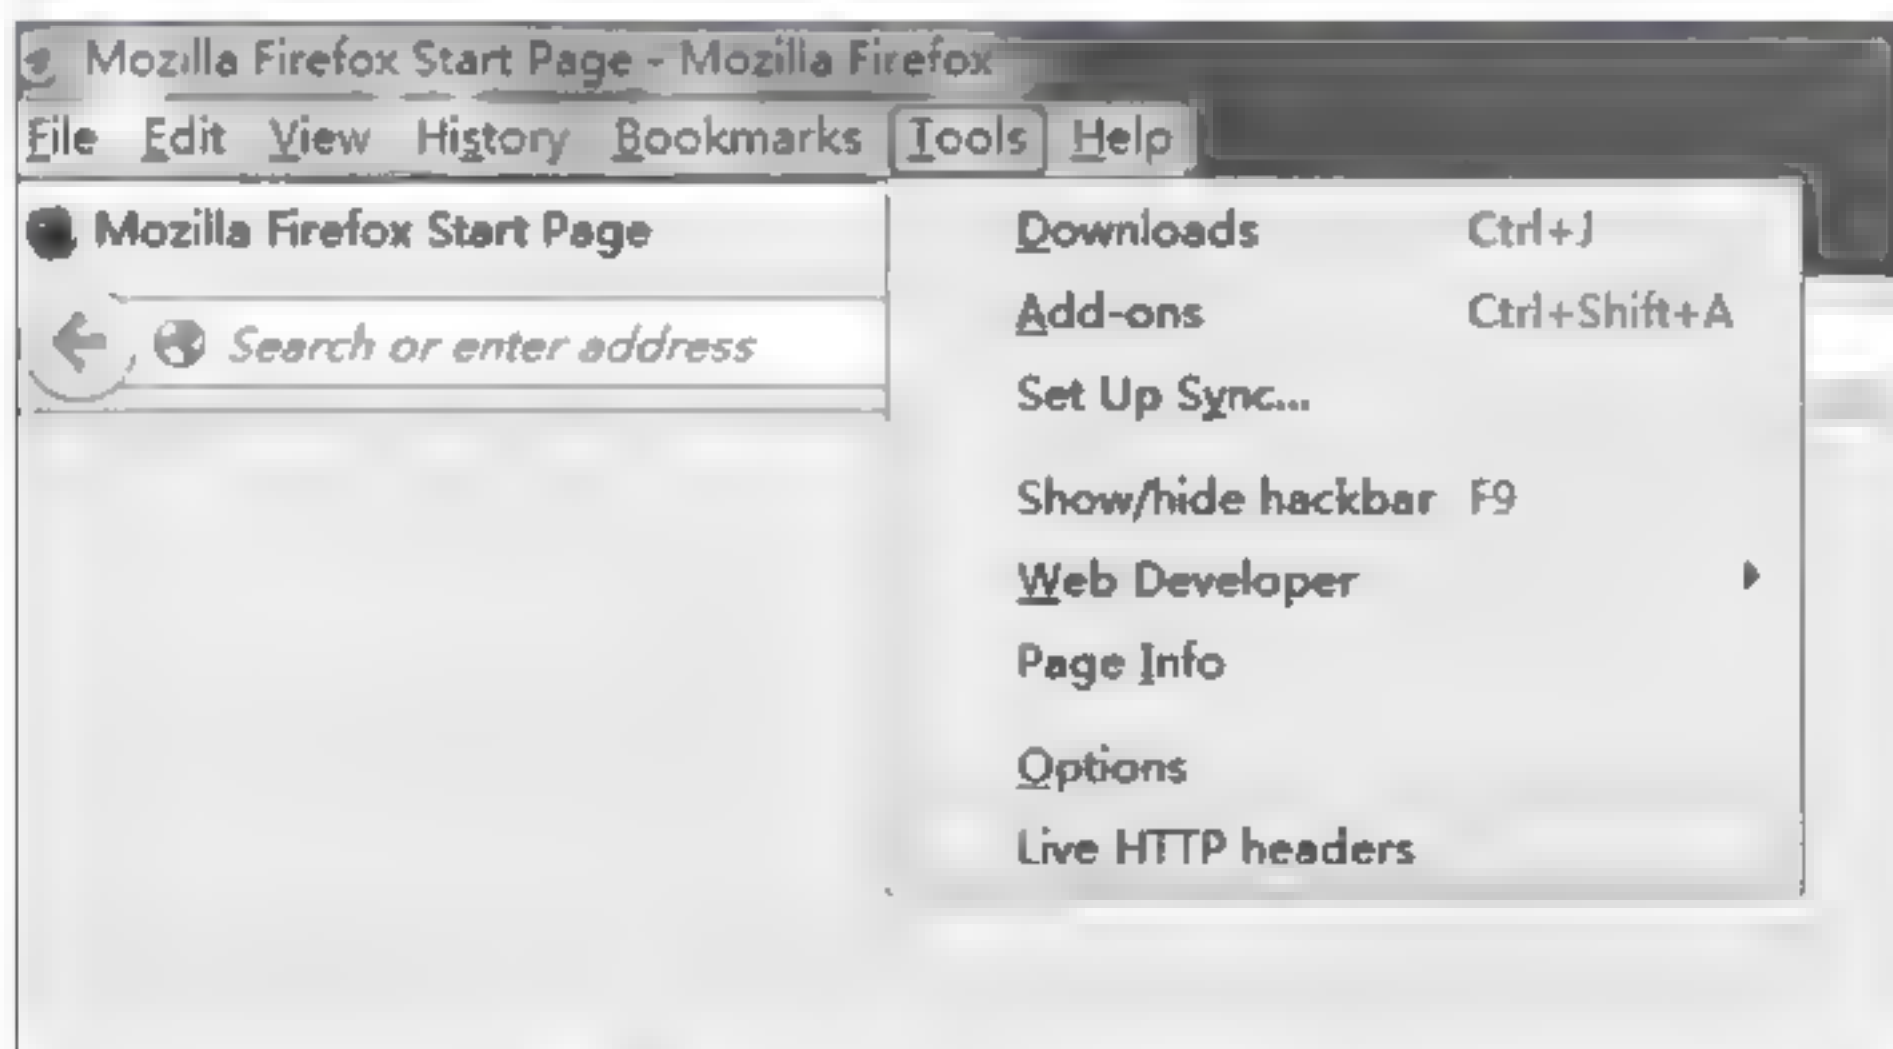 Mozilla Firefox Start Page - Mozilla Firefox
File Edit View History Bookmarks Tools Help
Mozilla Firefox Start Page
Search or enter address
Downloads Ctrl+J
Add-ons Ctrl+Shift+A
Set Up Sync...
Show/hide hackbar F9
Web Developer
Page Info
Options
Live HTTP headers